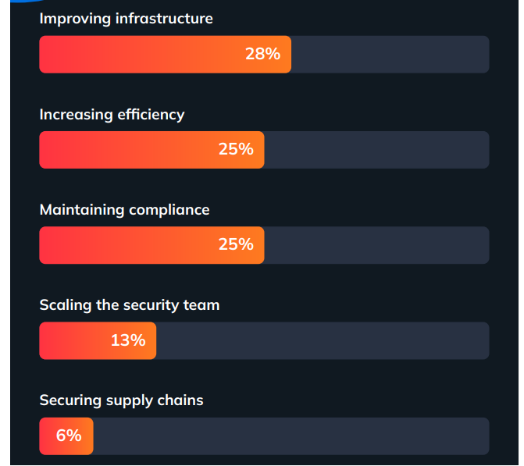 Improving infrastructure
28%
Increasing efficiency
25%
Maintaining compliance
25%
Scaling the security team
13%
Securing supply chains
6%